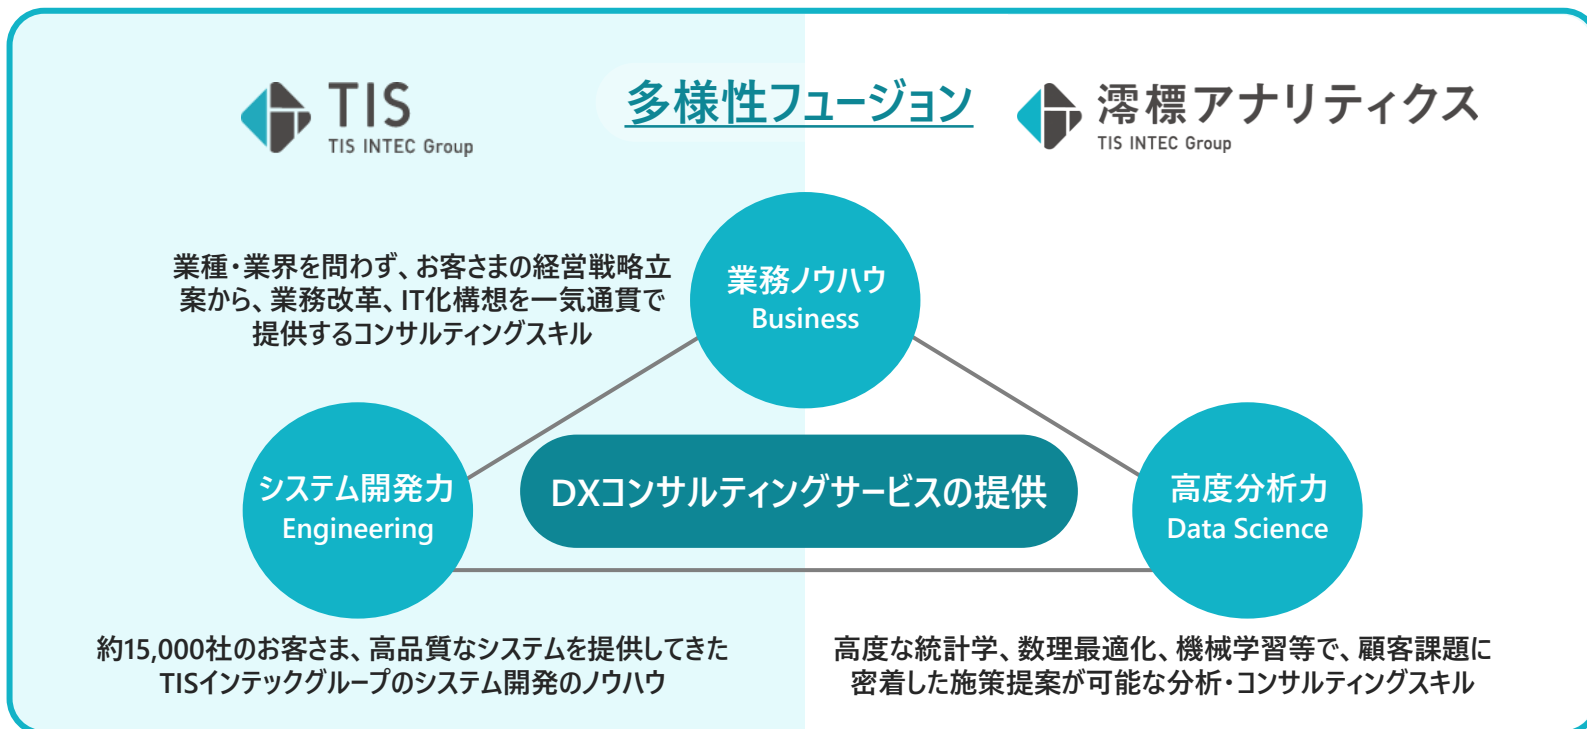 TIS
TIS INTEC Group
多様性フュージョン
澪標アナリティクス
TIS INTEC Group
業種・業界を問わず、お客さまの経営戦略立
案から、業務改革、IT化構想を一気通貫で
提供するコンサルティングスキル
業務ノウハウ
Business
システム開発力
Engineering
DXコンサルティングサービスの提供
高度分析力
Data Science
約15,000社のお客さま、高品質なシステムを提供してきた
TISインテックグループのシステム開発のノウハウ
高度な統計学、数理最適化、機械学習等で、顧客課題に
密着した施策提案が可能な分析・コンサルティングスキル